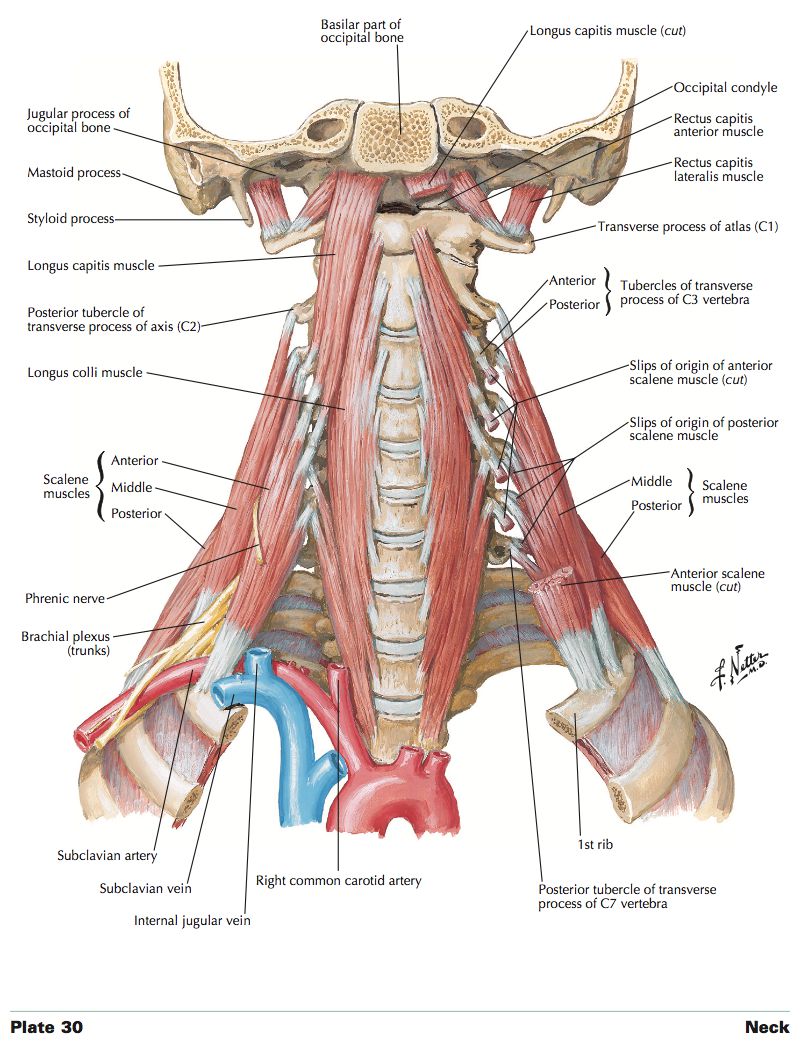 Basilar part of
occipital bone
Longus capitis muscle (cut)
Jugular process of
occipital bone
Mastoid process
Styloid process
Longus capitis muscle
Posterior tubercle of
transverse process of axis (C2)
Longus colli muscle
Scalene
muscles
{
Anterior
Middle
Posterior
Phrenic nerve
Brachial plexus
(trunks)
Occipital condyle
Rectus capitis
anterior muscle
Rectus capitis
lateralis muscle
Transverse process of atlas (C1)
Anterior
Posterior
}
Tubercles of transverse
process of C3 vertebra
Slips of origin of anterior
scalene muscle (cut)
Slips of origin of posterior
scalene muscle
Middle
Posterior
}
Scalene
muscles
Anterior scalene
muscle (cut)
F. Netter
M.D.
Subclavian artery
Subclavian vein
Internal jugular vein
Right common carotid artery
1st rib
Posterior tubercle of transverse
process of C7 vertebra
Plate 30
Neck